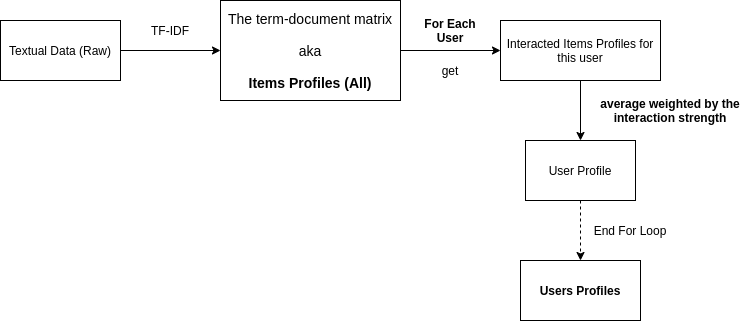 Textual Data (Raw)
TF-IDF
The term-document matrix
aka
Items Profiles (All)
For Each
User
get
Interacted Items Profiles for
this user
average weighted by the
interaction strength
User Profile
End For Loop
Users Profiles